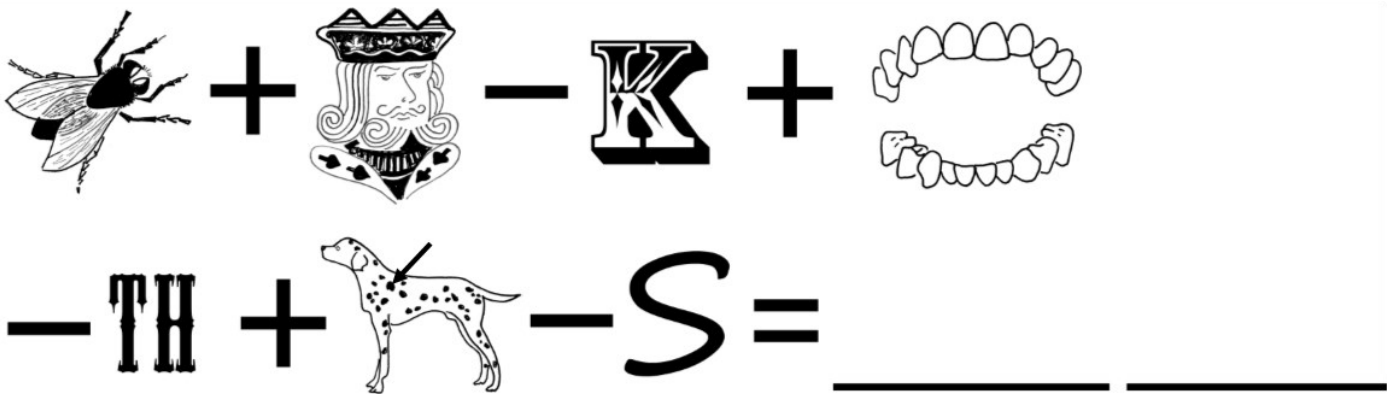 + - K +
- TH + - S =